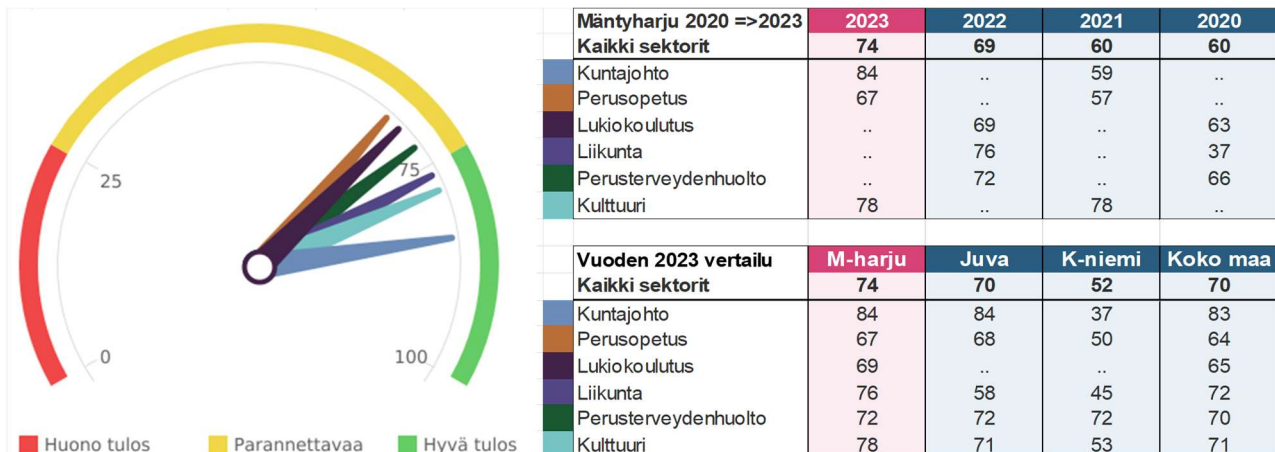 25
75
0
100
Huono tulos Parannettavaa Hyvä tulos
Mäntyharju 2020 =>2023 2023 2022 2021 2020
Kaikki sektorit 74 69 60 60
Kuntajohto 84 .. 59 ..
Perusopetus 67 .. 57 ..
Lukiokoulutus .. 69 .. 63
Liikunta .. 76 .. 37
Perusterveydenhuolto .. 72 .. 66
Kulttuuri 78 .. 78 ..
Vuoden 2023 vertailu M-harju Juva K-niemi Koko maa
Kaikki sektorit 74 70 52 70
Kuntajohto 84 84 37 83
Perusopetus 67 68 50 64
Lukiokoulutus 69 .. .. 65
Liikunta 76 58 45 72
Perusterveydenhuolto 72 72 72 70
Kulttuuri 78 71 53 71